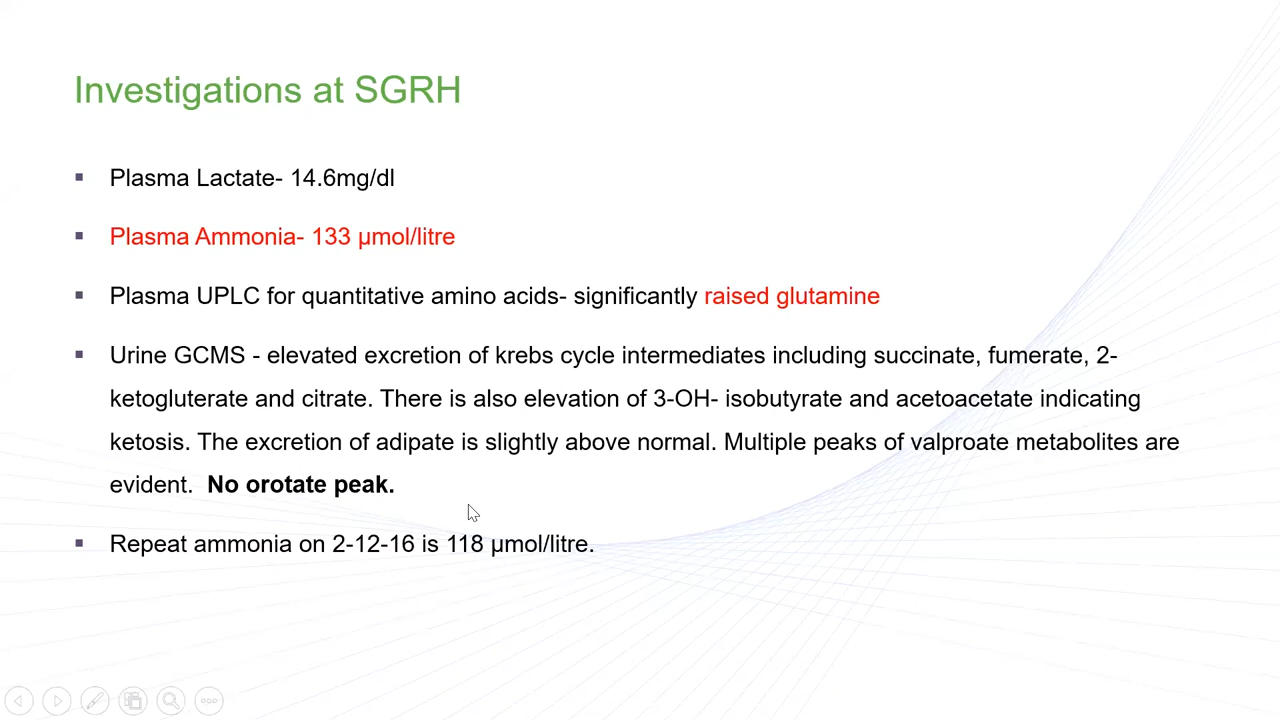 Investigations at SGRH
Plasma Lactate- 14.6mg/dl
Plasma Ammonia- 133 μmol/litre
Plasma UPLC for quantitative amino acids- significantly raised glutamine
Urine GCMS - elevated excretion of krebs cycle intermediates including succinate, fumerate, 2-
ketogluterate and citrate. There is also elevation of 3-OH- isobutyrate and acetoacetate indicating
ketosis. The excretion of adipate is slightly above normal. Multiple peaks of valproate metabolites are
evident.  No orotate peak.
Repeat ammonia on 2-12-16 is 118 μmol/litre.